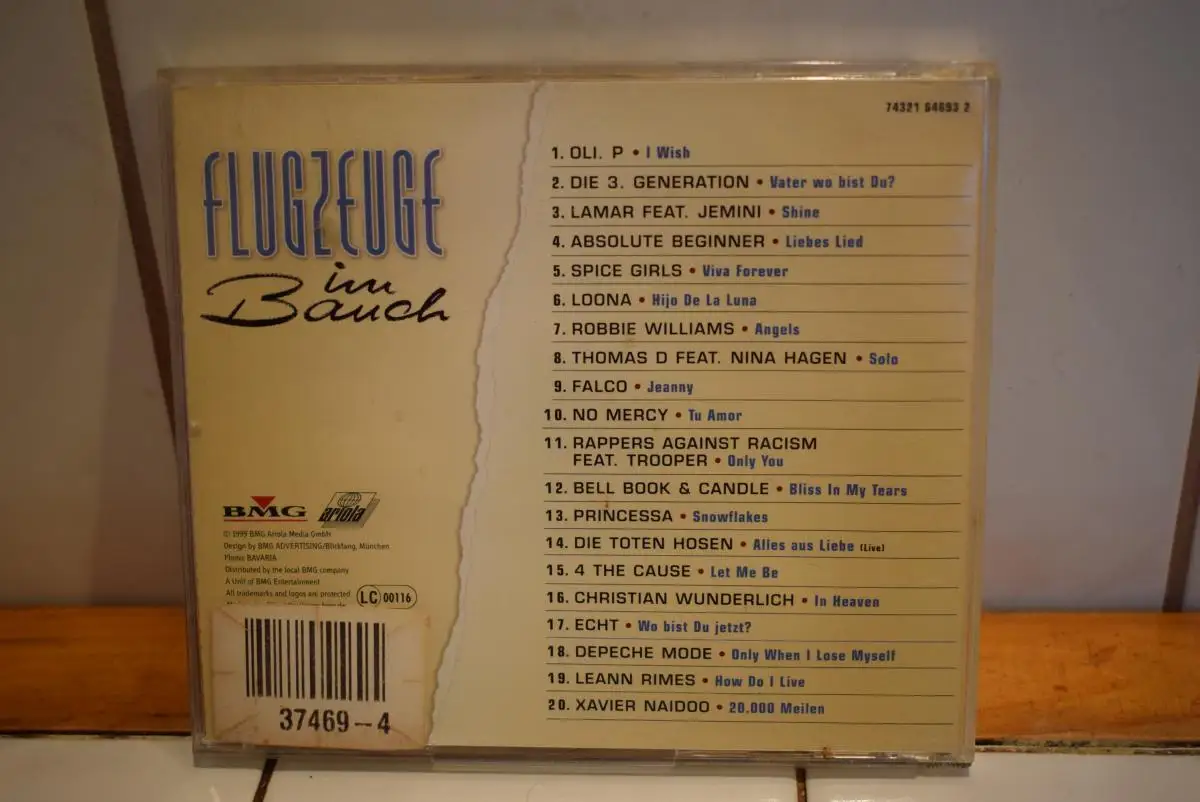 FLUGZEUGE
im
Bauch
74321 64693 2
1. OLI. P • I Wish
2. DIE 3. GENERATION • Vater wo bist Du?
3. LAMAR FEAT. JEMINI • Shine
4. ABSOLUTE BEGINNER • Liebes Lied
5. SPICE GIRLS • Viva Forever
6. LOONA • Hijo De La Luna
7. ROBBIE WILLIAMS • Angels
8. THOMAS D FEAT. NINA HAGEN • Solo
9. FALCO • Jeanny
10. NO MERCY • Tu Amor
11. RAPPERS AGAINST RACISM
FEAT. TROOPER • Only You
12. BELL BOOK & CANDLE • Bliss In My Tears
13. PRINCESSA • Snowflakes
14. DIE TOTEN HOSEN • Alles aus Liebe (Live)
15. 4 THE CAUSE • Let Me Be
16. CHRISTIAN WUNDERLICH • In Heaven
17. ECHT • Wo bist Du jetzt?
18. DEPECHE MODE • Only When I Lose Myself
19. LEANN RIMES • How Do I Live
20. XAVIER NAIDOO • 20.000 Meilen
BMG ariola
© 1999 BMG Ariola Media GmbH
Design by BMG ADVERTISING/Blickfang, München
Photo: BAVARIA
Distributed by the local BMG company
A Unit of BMG Entertainment
All trademarks and logos are protected
LC 00116
37469-4